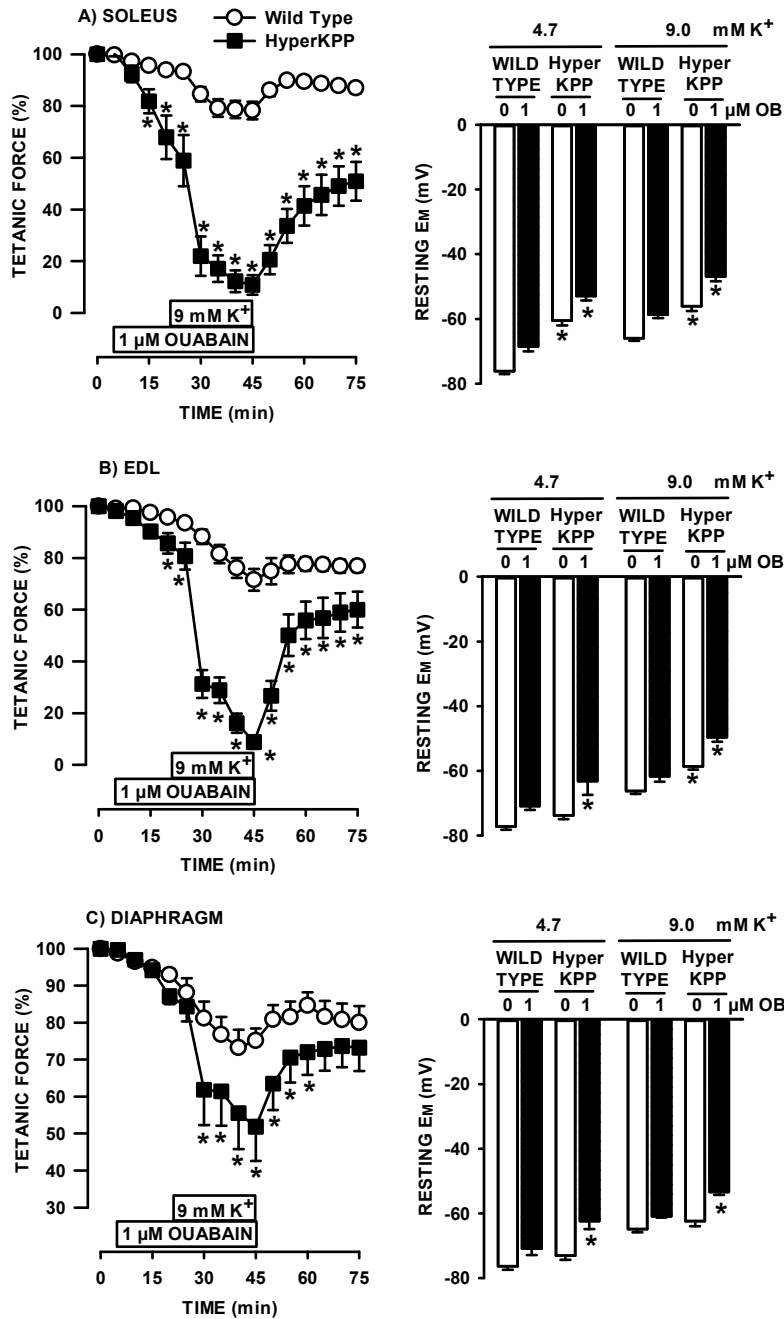 A) SOLEUS
Wild Type
HyperKPP
TETANIC FORCE (%)
100
80
60
40
20
0
9 mM K+
1 µM OUABAIN
0 15 30 45 60 75
TIME (min)
4.7 9.0 mM K+
WILD TYPE Hyper KPP WILD TYPE Hyper KPP
0 1 0 1 0 1 0 1 µM OB
RESTING EM (mV)
0
-20
-40
-60
-80
* * * * * * * * * * * * *
* * * *
B) EDL
TETANIC FORCE (%)
100
80
60
40
20
0
9 mM K+
1 µM OUABAIN
0 15 30 45 60 75
TIME (min)
4.7 9.0 mM K+
WILD TYPE Hyper KPP WILD TYPE Hyper KPP
0 1 0 1 0 1 0 1 µM OB
RESTING EM (mV)
0
-20
-40
-60
-80
* * * * * * * * * * * *
* * *
C) DIAPHRAGM
TETANIC FORCE (%)
100
90
80
70
60
50
40
30
9 mM K+
1 µM OUABAIN
0 15 30 45 60 75
TIME (min)
4.7 9.0 mM K+
WILD TYPE Hyper KPP WILD TYPE Hyper KPP
0 1 0 1 0 1 0 1 µM OB
RESTING EM (mV)
0
-20
-40
-60
-80
* * * * * * *
* *